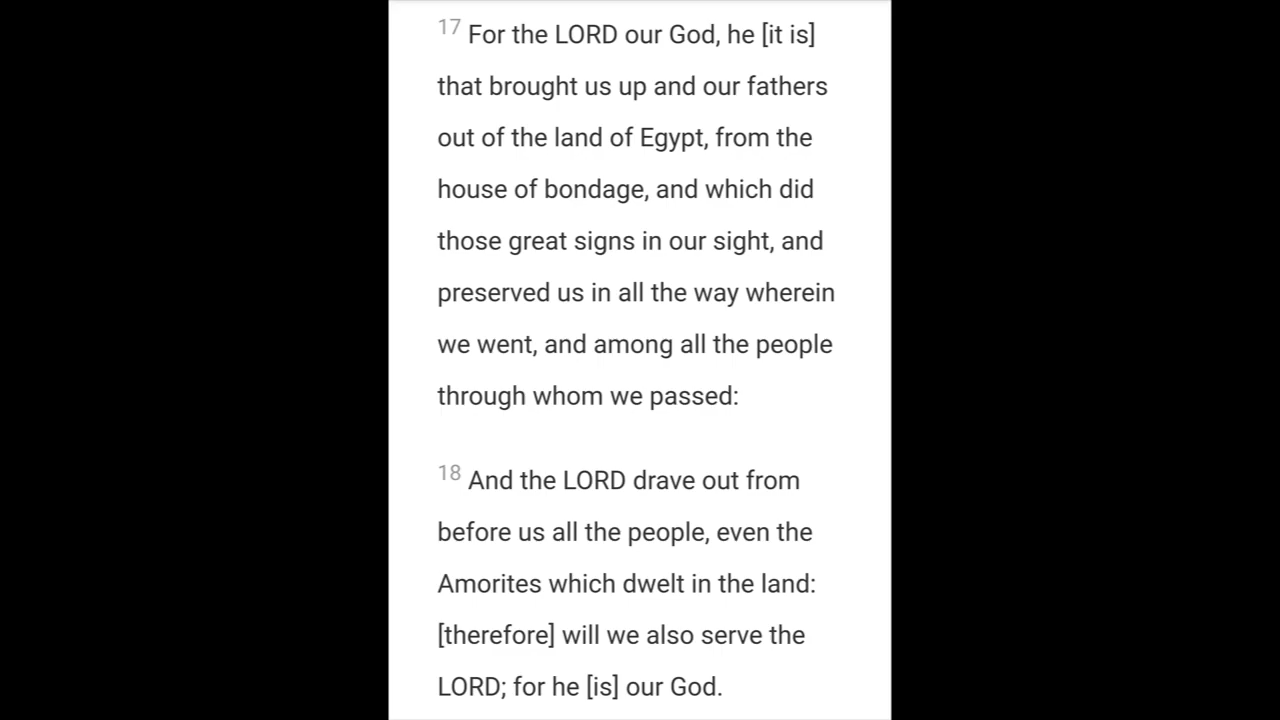 17 For the LORD our God, he [it is]
that brought us up and our fathers
out of the land of Egypt, from the
house of bondage, and which did
those great signs in our sight, and
preserved us in all the way wherein
we went, and among all the people
through whom we passed:
18 And the LORD drave out from
before us all the people, even the
Amorites which dwelt in the land:
[therefore] will we also serve the
LORD; for he [is] our God.